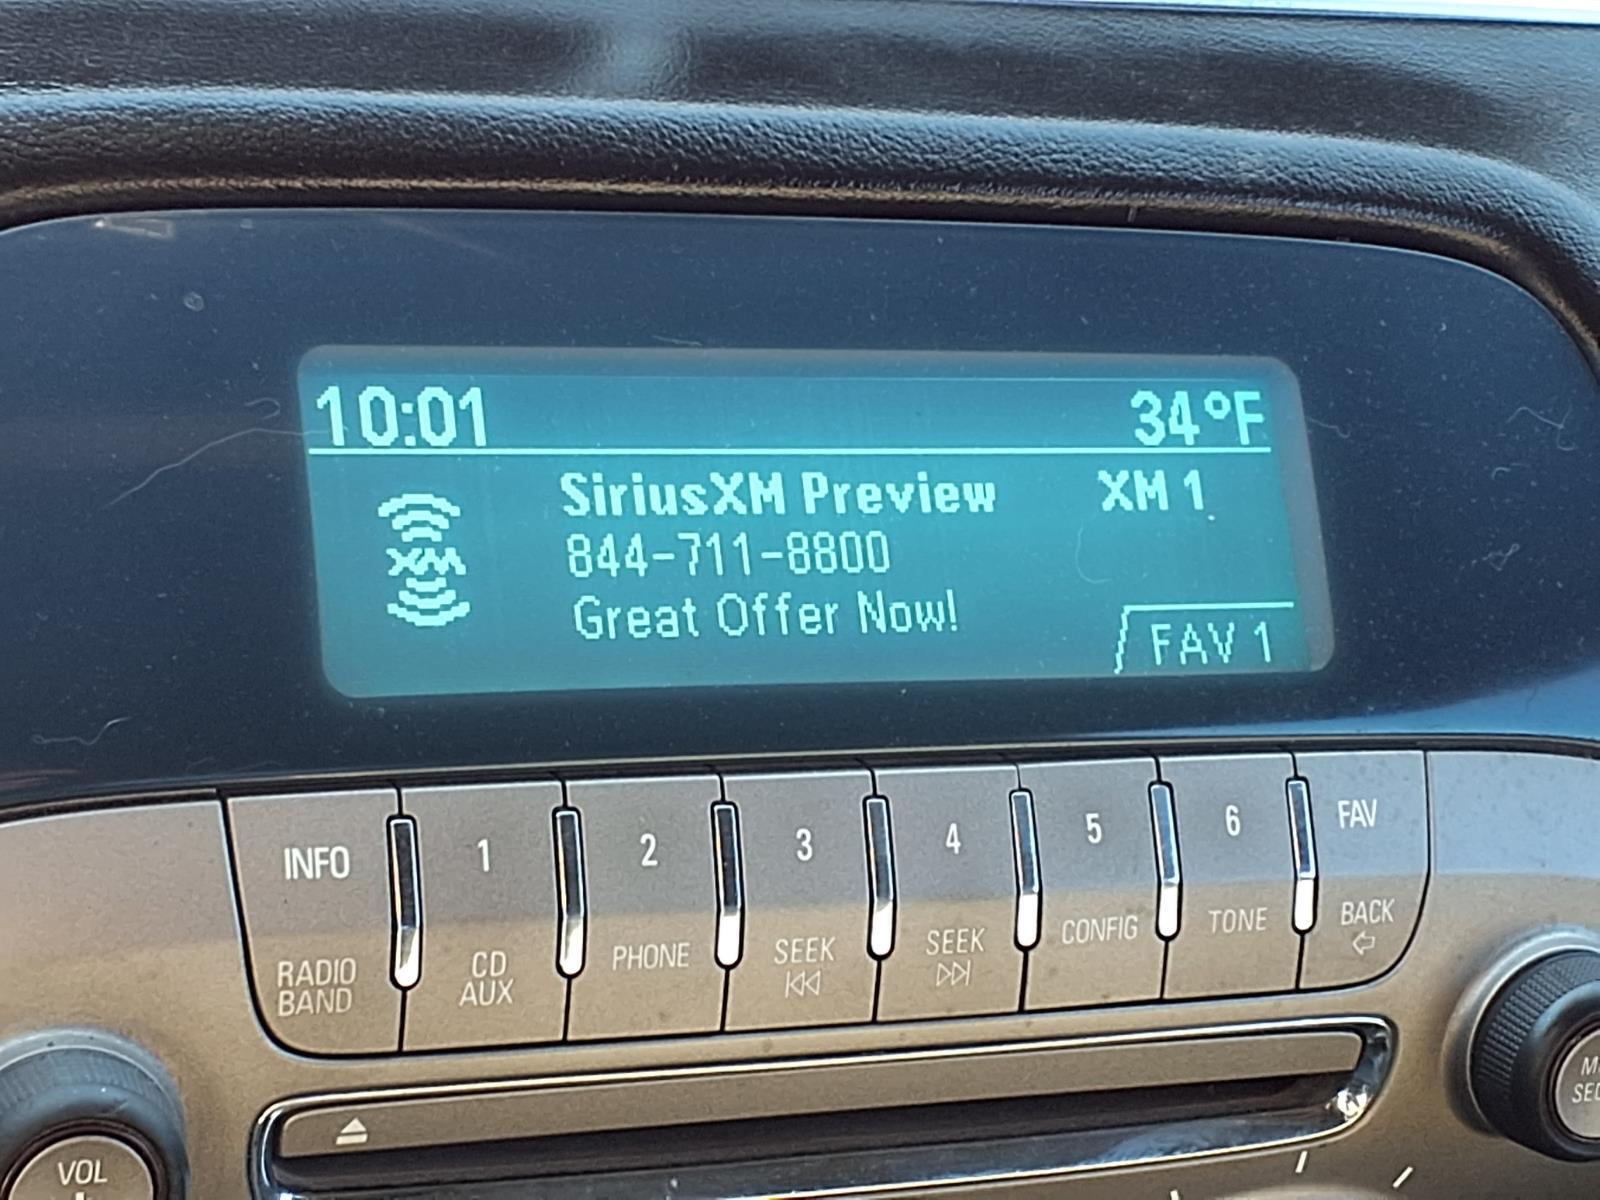 10:01 34°F
SiriusXM Preview XM 1
XM
844-711-8800
Great Offer Now!
FAV 1
INFO 1 2 3 4 5 6 FAV
RADIO BAND CD AUX PHONE SEEK SEEK CONFIG TONE BACK
VOL